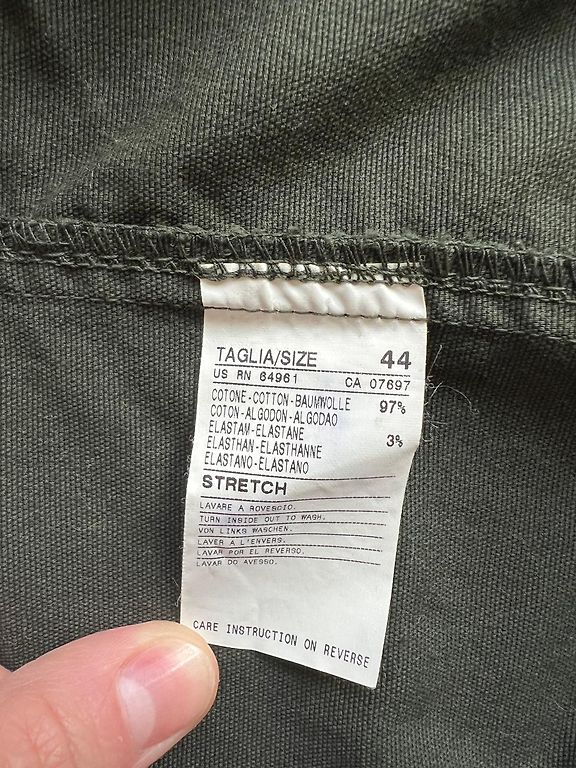 TAGLIA/SIZE 44
US RN 64961 CA 07697
COTONE-COTTON-BAUMWOLLE 97%
COTON-ALGODON-ALGODAO
ELASTAM-ELASTANE 3%
ELASTHAN-ELASTHANNE
ELASTANO-ELASTANO
STRETCH
LAVARE A ROVESCIO.
TURN INSIDE OUT TO WASH.
VON LINKS WASCHEN.
LAVER A L'ENVERS.
LAVAR POR EL REVERSO.
LAVAR DO AVESSO.
CARE INSTRUCTION ON REVERSE